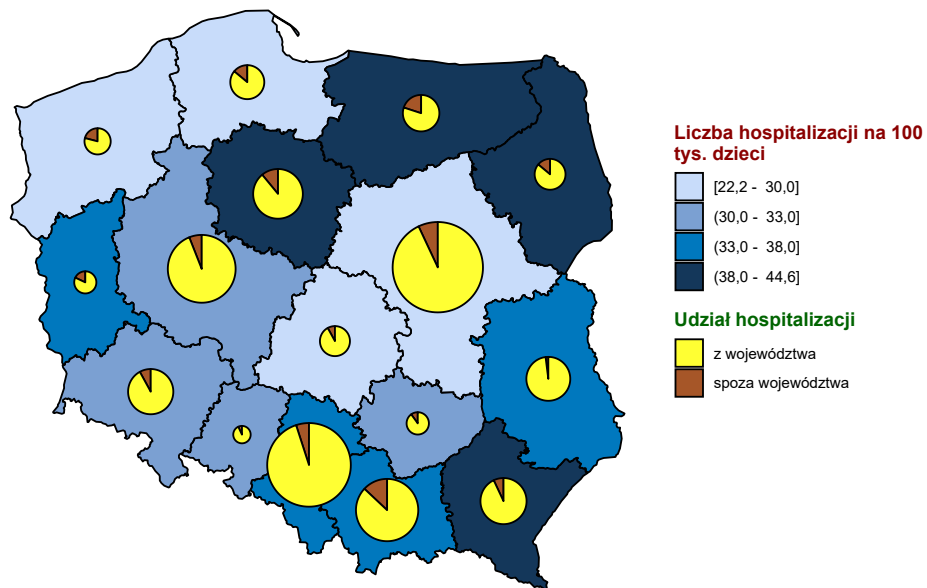 Liczba hospitalizacji na 100
tys. dzieci
[22,2 - 30,0]
(30,0 - 33,0]
(33,0 - 38,0]
(38,0 - 44,6]
Udział hospitalizacji
z województwa
spoza województwa